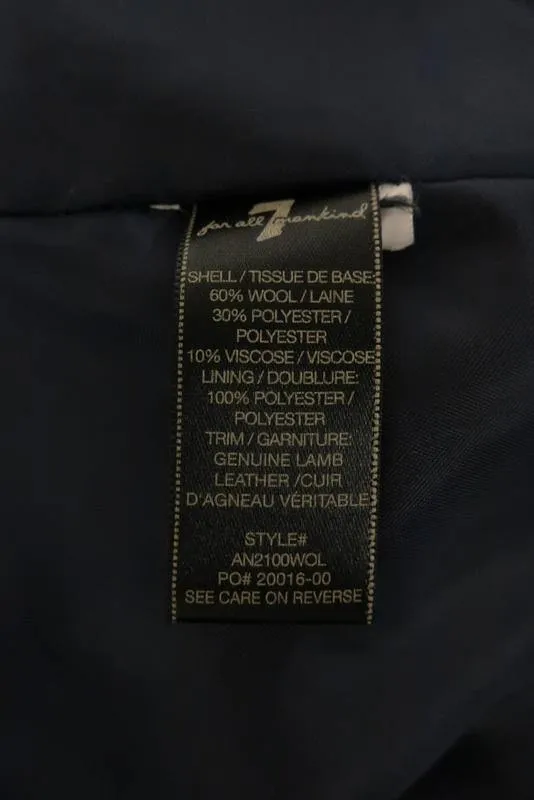 7
for all mankind
SHELL / TISSUE DE BASE:
60% WOOL / LAINE
30% POLYESTER /
POLYESTER
10% VISCOSE / VISCOSE
LINING / DOUBLURE:
100% POLYESTER /
POLYESTER
TRIM / GARNITURE:
GENUINE LAMB
LEATHER /CUIR
D'AGNEAU VÉRITABLE
STYLE#
AN2100WOL
PO# 20016-00
SEE CARE ON REVERSE